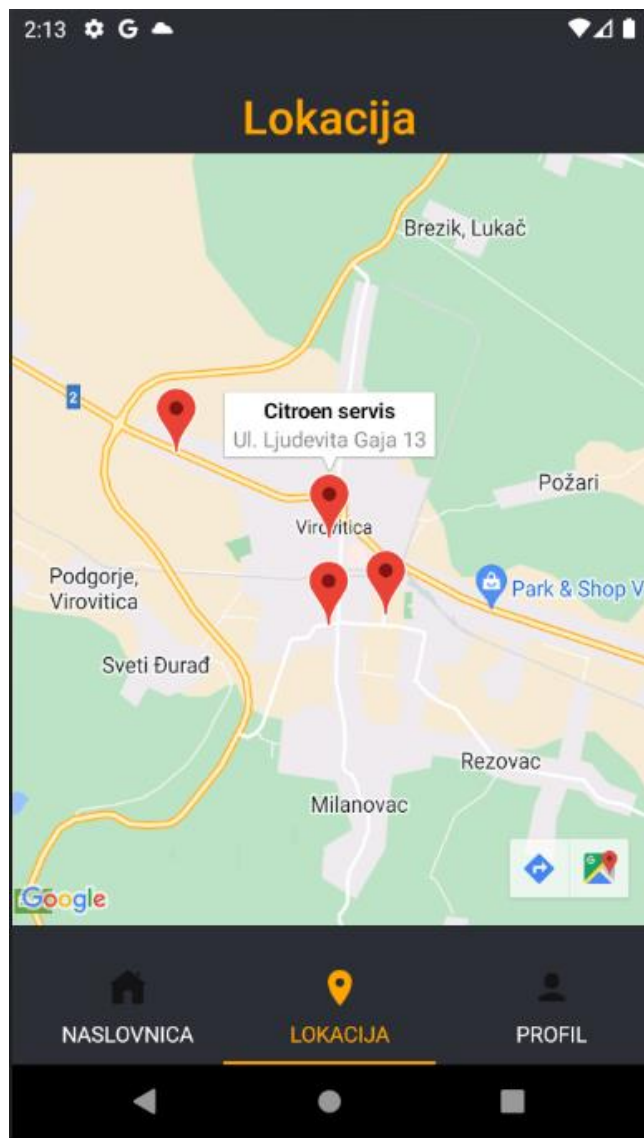 2:13 G
Lokacija
Brezik, Lukač
2
Citroen servis
Ul. Ljudevita Gaja 13
Požari
Virovitica
Podgorje,
Virovitica
Park & Shop V
Sveti Đurađ
Rezovac
Milanovac
Google
NASLOVNICA
LOKACIJA
PROFIL